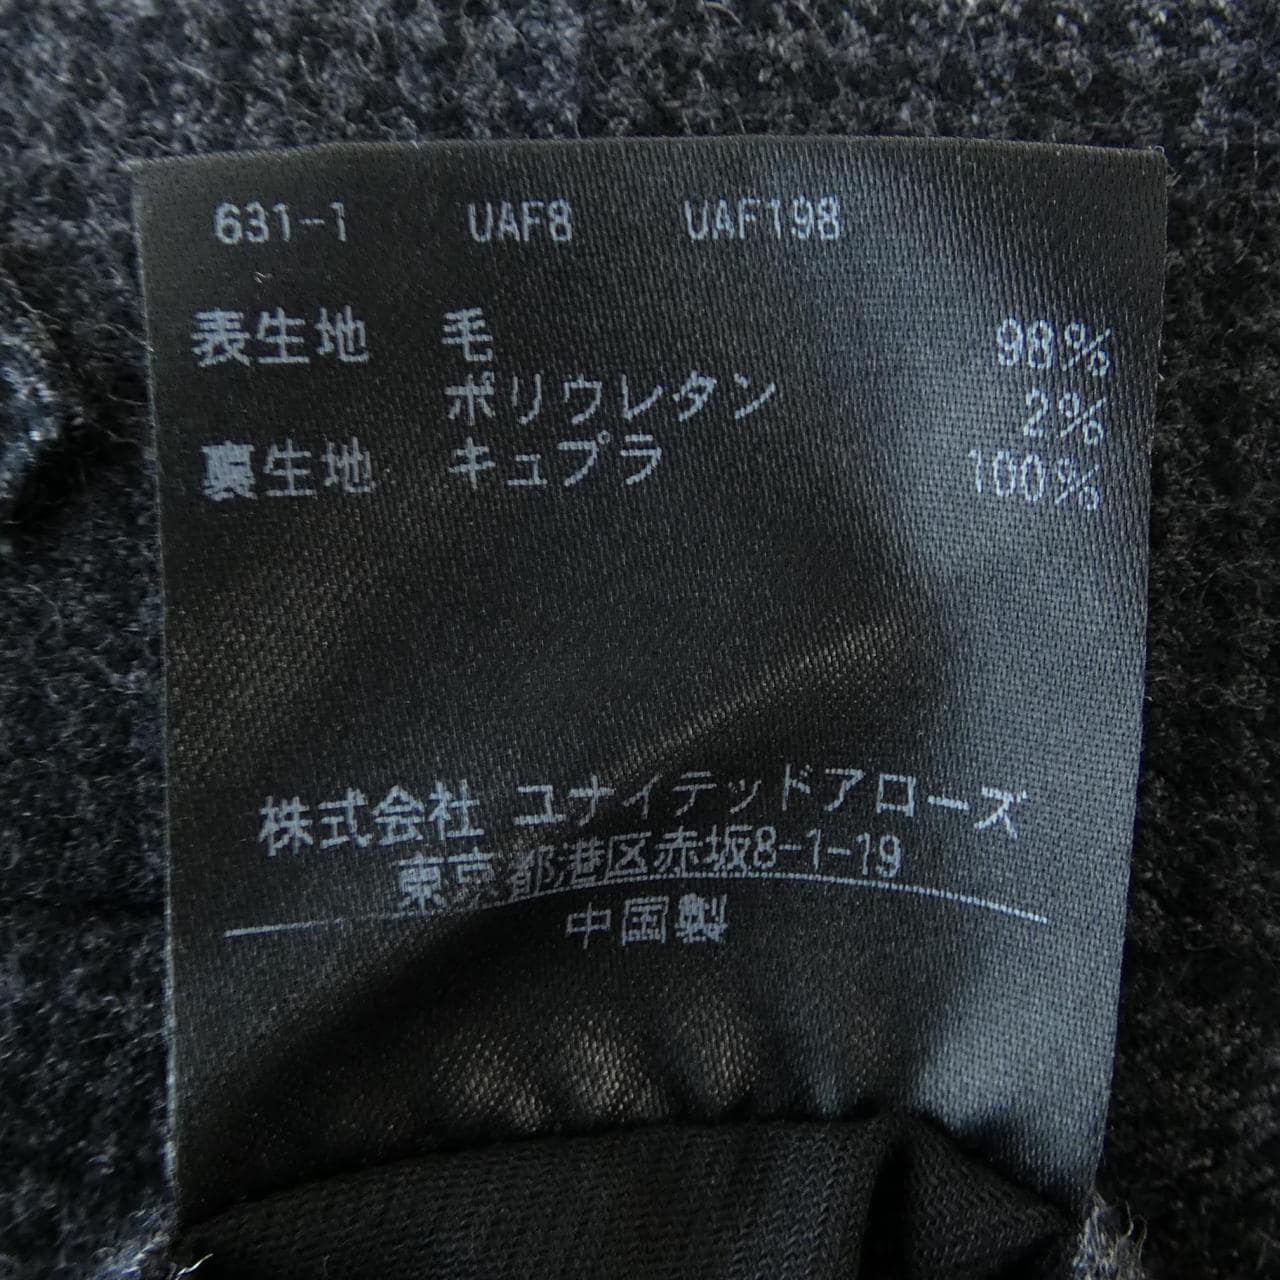 631-1 UAF8 UAF198
表生地 毛 98%
ポリウレタン 2%
裏生地 キュプラ 100%
株式会社 ユナイテッドアローズ
東京都港区赤坂8-1-19
中国製